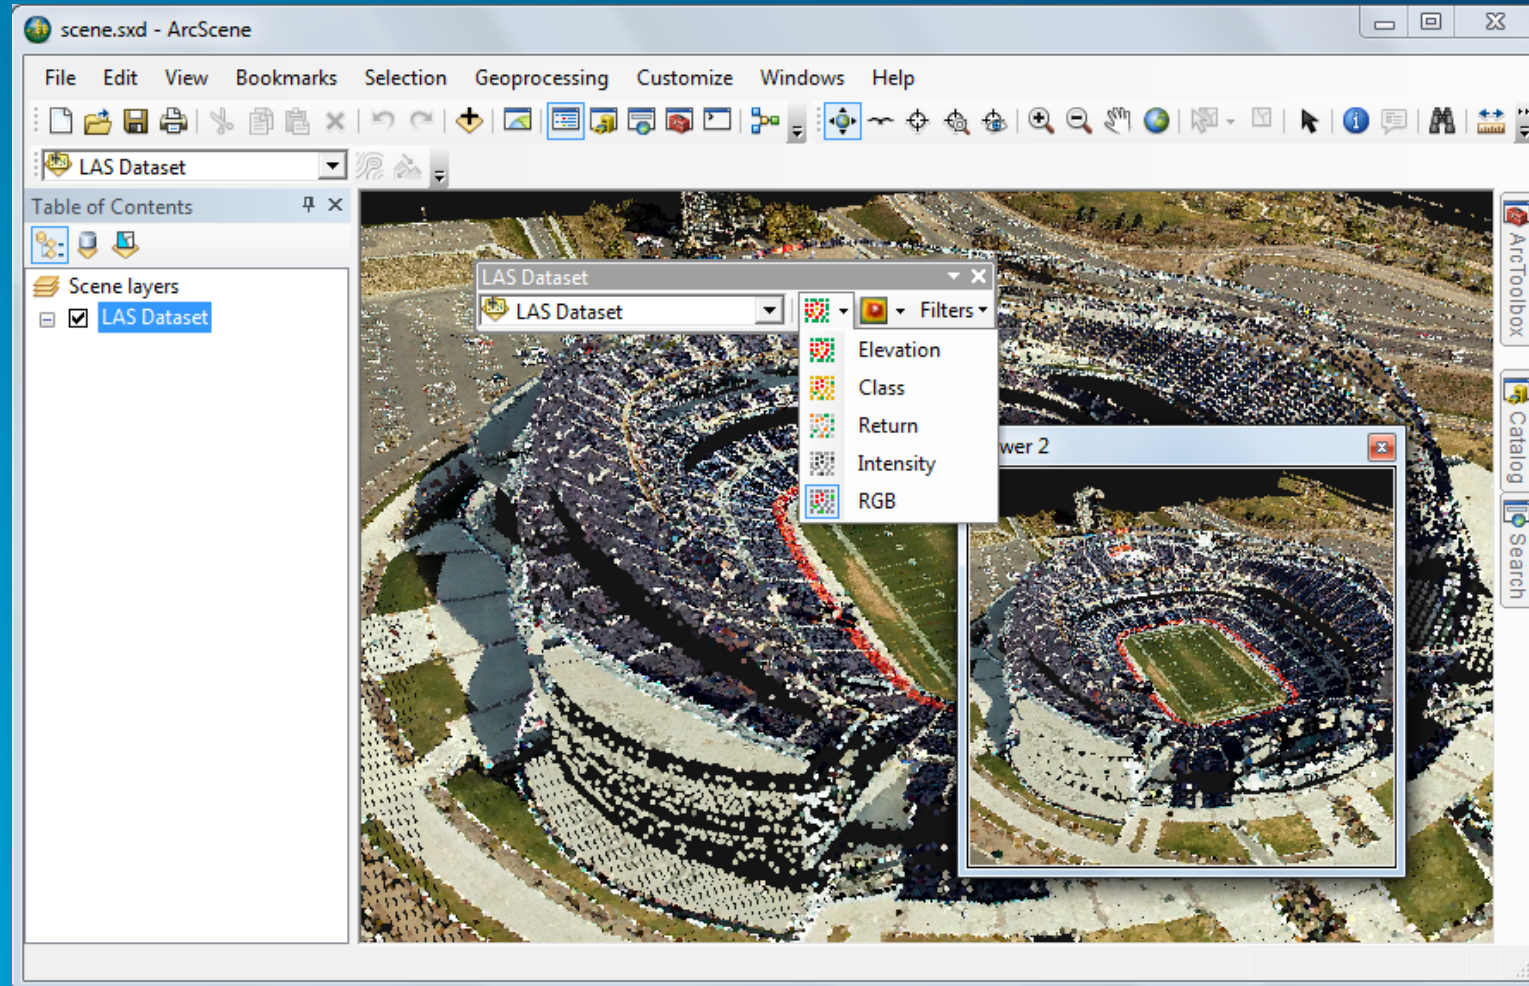 scene.sxd - ArcScene
File Edit View Bookmarks Selection Geoprocessing Customize Windows Help
LAS Dataset
Table of Contents
Scene layers
LAS Dataset
LAS Dataset
LAS Dataset Filters
Elevation
Class
Return
Intensity
RGB
wer 2
ArcToolbox
Catalog
Search